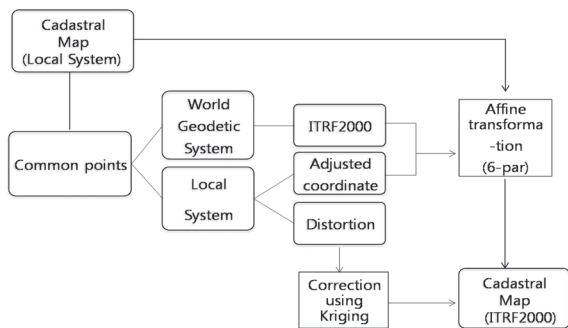 Cadastral
Map
(Local System)
World
Geodetic
System
ITRF2000
Affine
transforma
-tion
(6-par)
Common points
Local
System
Adjusted
coordinate
Distortion
Correction
using
Kriging
Cadastral
Map
(ITRF2000)